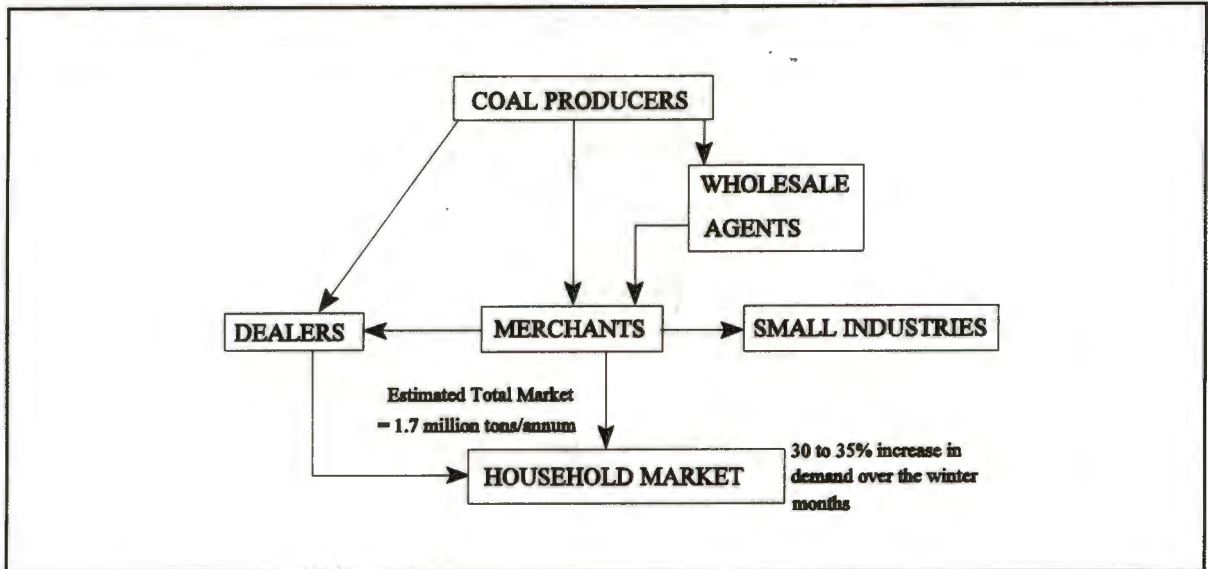 COAL PRODUCERS
WHOLESALE
AGENTS
DEALERS
MERCHANTS
SMALL INDUSTRIES
Estimated Total Market
= 1.7 million tons/annum
HOUSEHOLD MARKET
30 to 35% increase in
demand over the winter
months